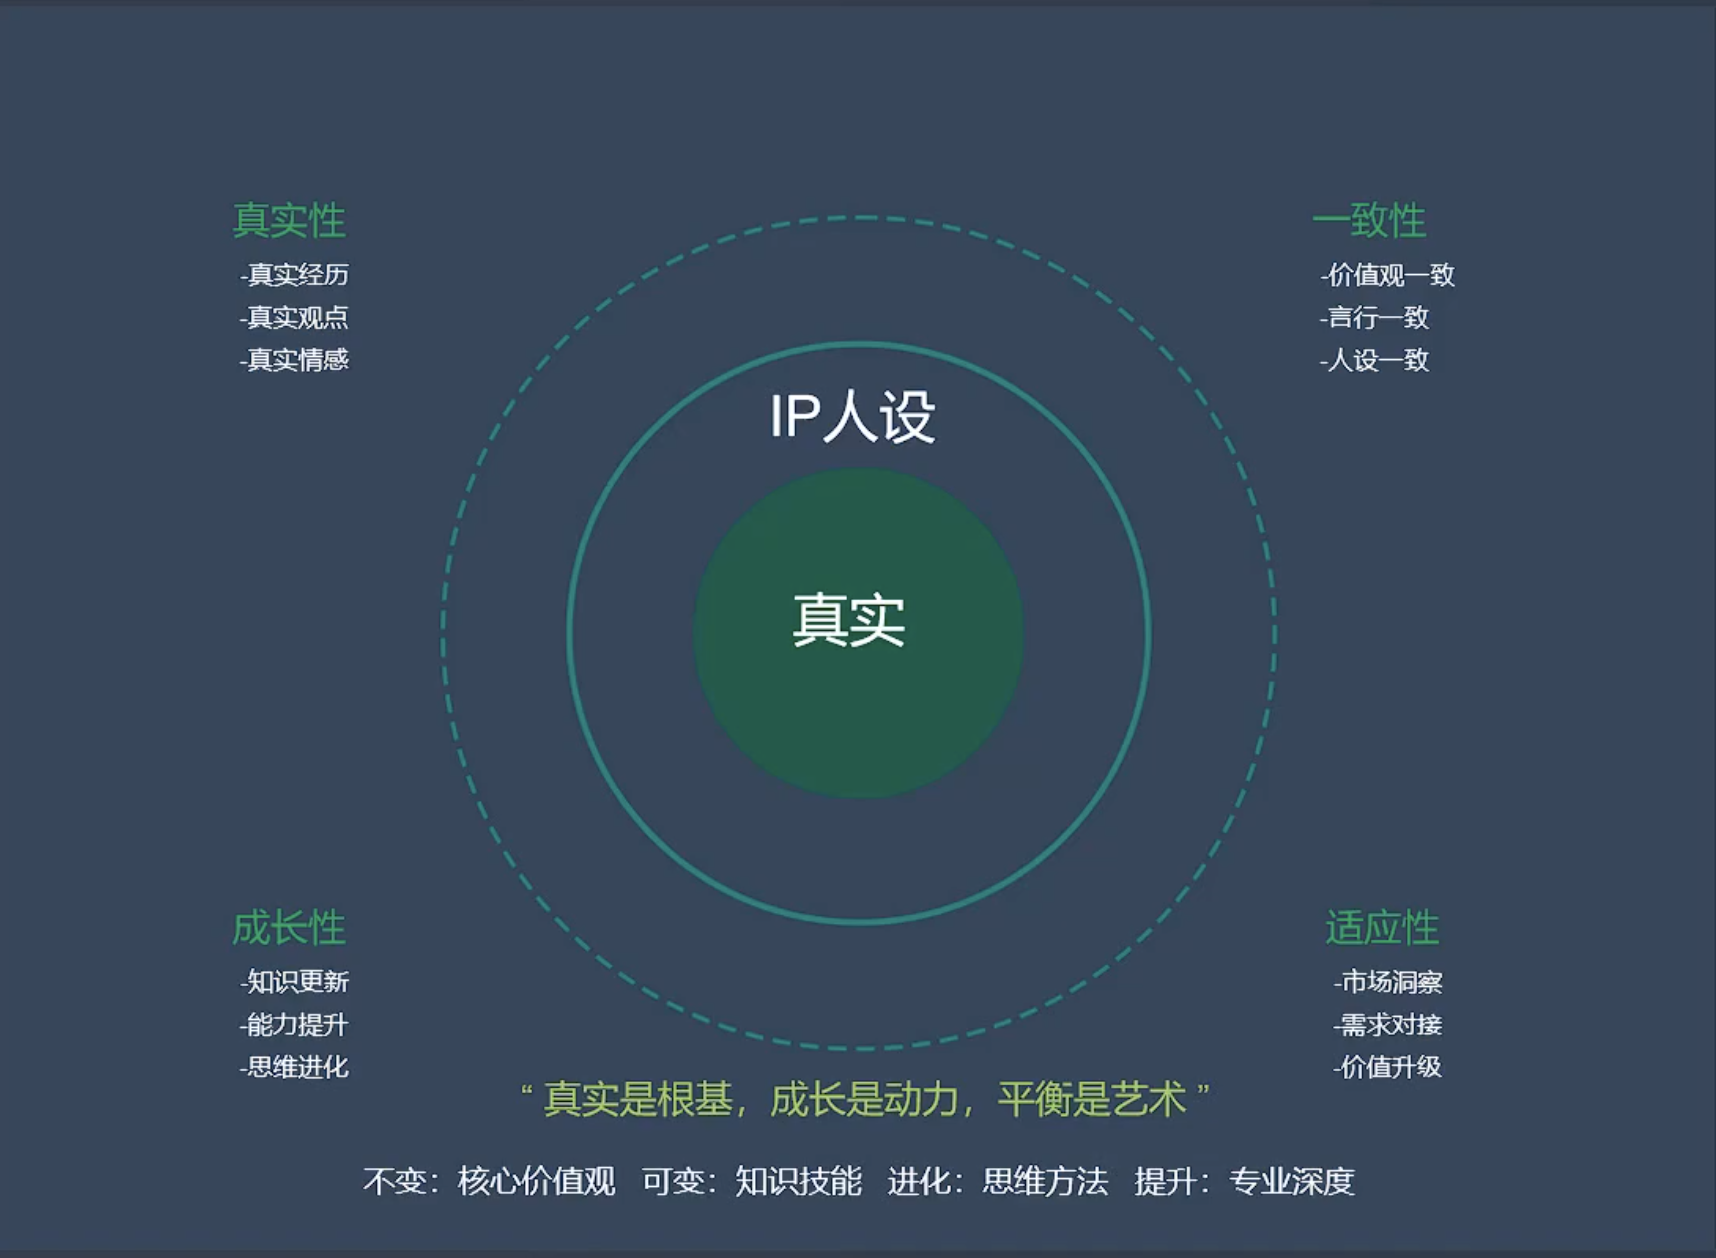 真实性
-真实经历
-真实观点
-真实情感
一致性
-价值观一致
-言行一致
-人设一致
IP人设
真实
成长性
-知识更新
-能力提升
-思维进化
适应性
-市场洞察
-需求对接
-价值升级
“ 真实是根基，成长是动力，平衡是艺术 ”
不变：核心价值观 可变：知识技能 进化：思维方法 提升：专业深度